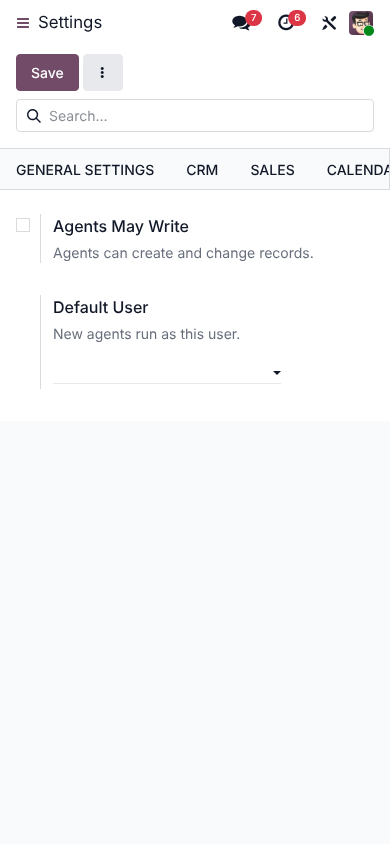 Settings
7
6
Save
Search...
GENERAL SETTINGS CRM SALES CALENDA
Agents May Write
Agents can create and change records.
Default User
New agents run as this user.